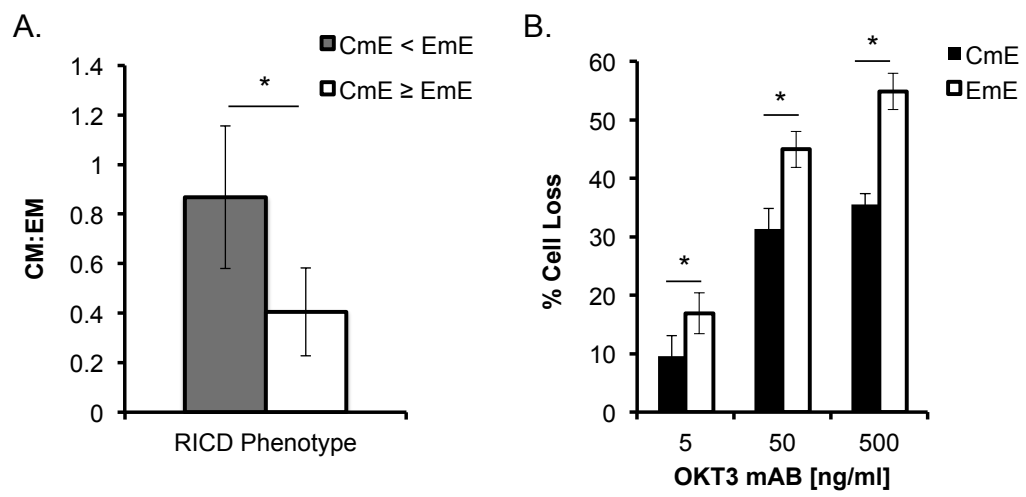 A.
CmE < EmE
CmE ≥ EmE
1.4
1.2
1
0.8
0.6
0.4
0.2
0
CM:EM
*
RICD Phenotype
B.
CmE
EmE
60
50
40
30
20
10
0
% Cell Loss
*
*
*
5
50
500
OKT3 mAB [ng/ml]